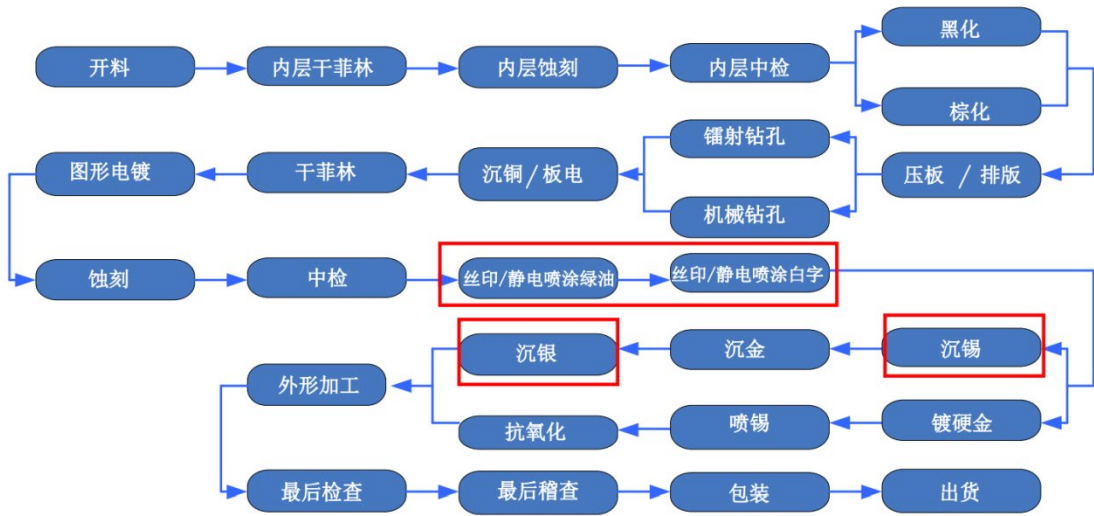 开料
内层干菲林
内层蚀刻
内层中检
黑化
棕化
压板 / 排版
镭射钻孔
机械钻孔
沉铜/板电
干菲林
图形电镀
蚀刻
中检
丝印/静电喷涂绿油
丝印/静电喷涂白字
沉锡
沉金
沉银
镀硬金
喷锡
抗氧化
外形加工
最后检查
最后稽查
包装
出货